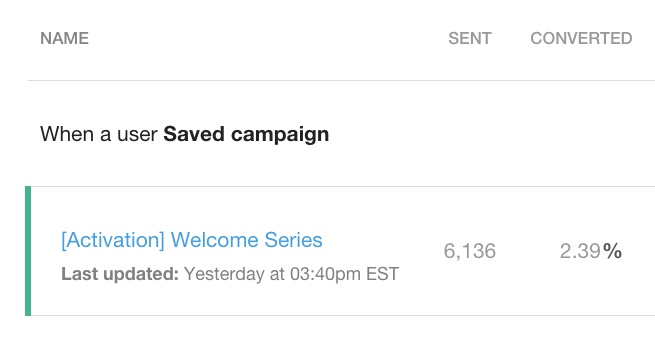 NAME SENT CONVERTED
When a user Saved campaign
[Activation] Welcome Series
6,136 2.39%
Last updated: Yesterday at 03:40pm EST